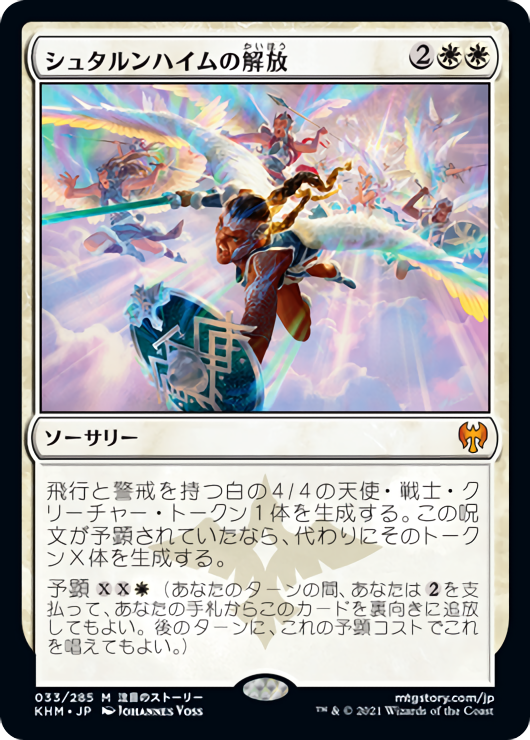 シュタルンハイムの解放
かいほう
2
ソーサリー
飛行と警戒を持つ白の4/4の天使・戦士・ク
リーチャー・トークン1体を生成する。この呪
文が予顕されていたなら、代わりにそのトーク
ンX体を生成する。
予顕 X X （あなたのターンの間、あなたは 2 を支
払って、あなたの手札からこのカードを裏向きに追放
してもよい。後のターンに、これの予顕コストでこれ
を唱えてもよい。）
033/285 M 注目のストーリー
mtgstory.com/jp
KHM • JP Johannes Voss
™ & © 2021 Wizards of the Coast